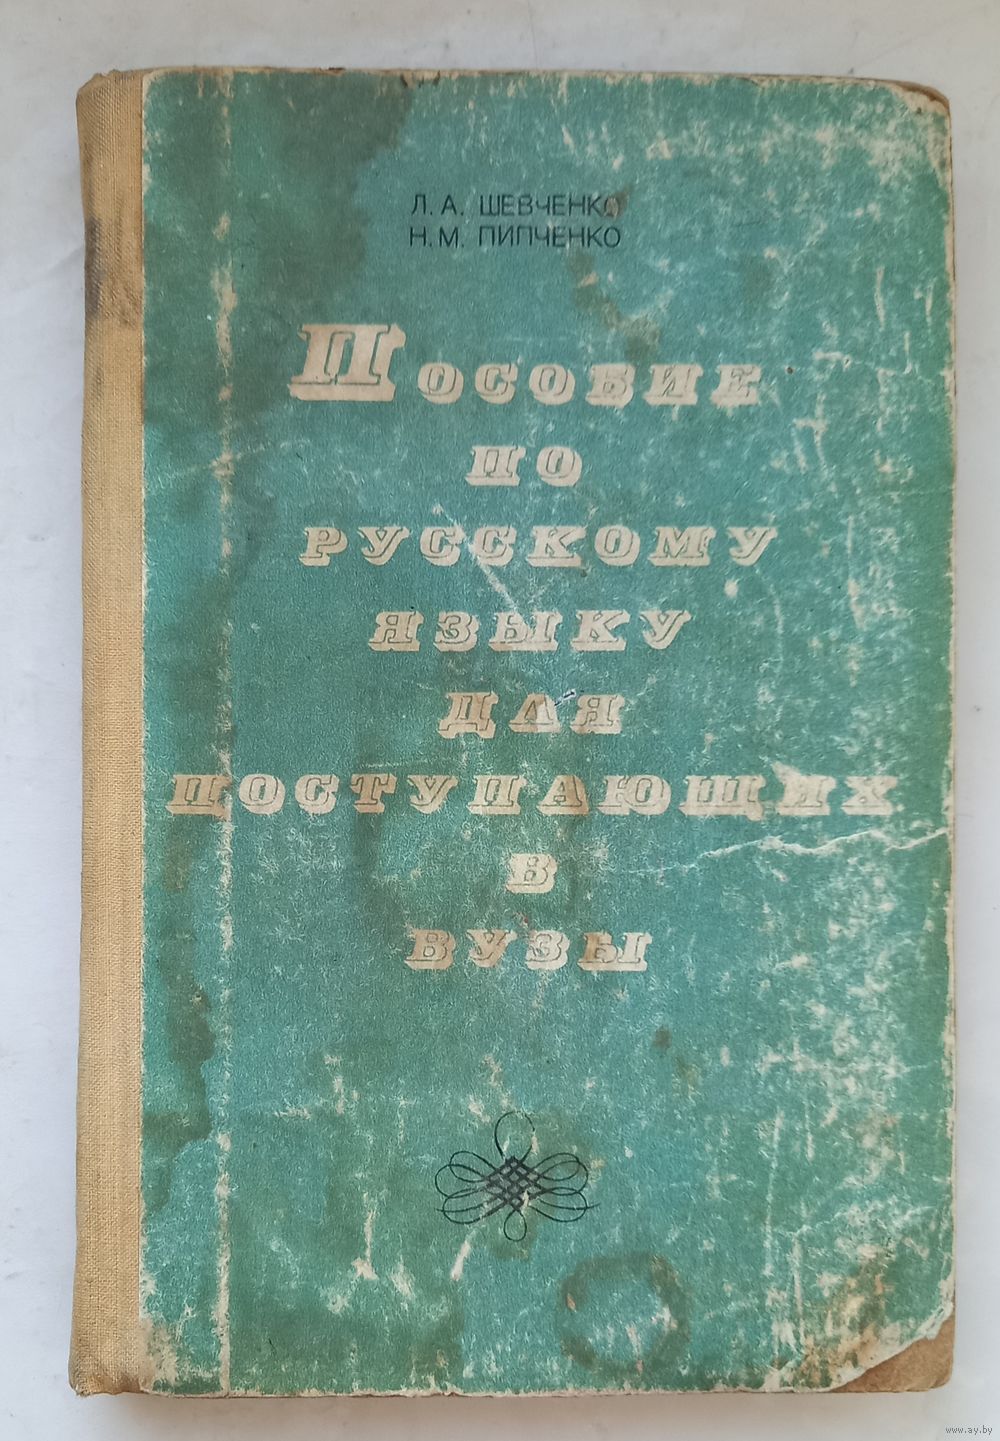 Л. А. ШЕВЧЕНКО
Н. М. ПИПЧЕНКО
ПОСОБИЕ
ПО
РУССКОМУ
ЯЗЫКУ
ДЛЯ
ПОСТУПАЮЩИХ
В
ВУЗЫ
www.ay.by